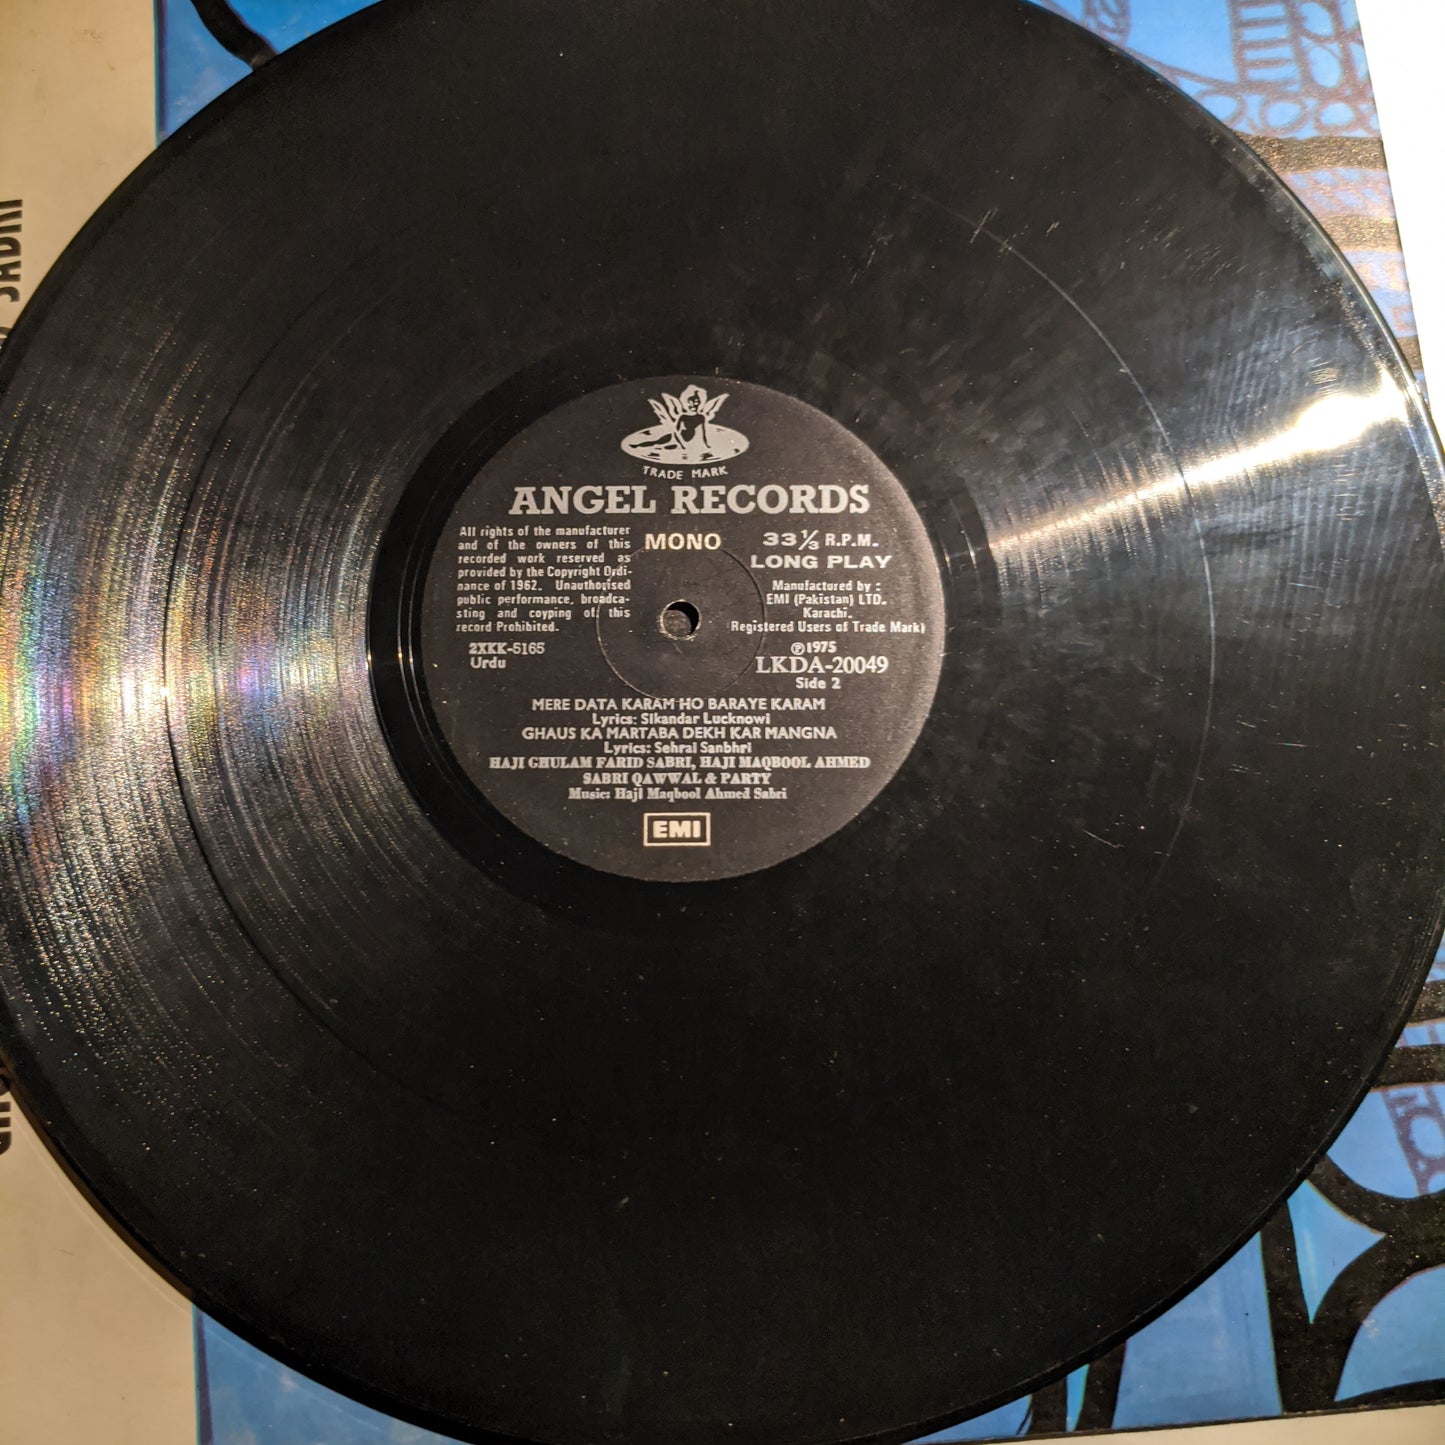 TRADE MARK
ANGEL RECORDS
All rights of the manufacturer
and of the owners of this
recorded work reserved as
provided by the Copyright Ordi-
nance of 1962. Unauthorised
public performance, broadca-
sting and coyping of this
record Prohibited.
MONO
33⅓ R.P.M.
LONG PLAY
Manufactured by :
EMI (Pakistan) LTD.
Karachi.
Registered Users of Trade Mark)
2XKK-5165
Urdu
℗1975
LKDA-20049
Side 2
MERE DATA KARAM HO BARAYE KARAM
Lyrics: Sikandar Lucknowi
GHAUS KA MARTABA DEKH KAR MANGNA
Lyrics: Sehrai Sanbhri
HAJI GHULAM FARID SABRI, HAJI MAQBOOL AHMED
SABRI QAWWAL & PARTY
Music: Haji Maqbool Ahmed Sabri
EMI
SABRI